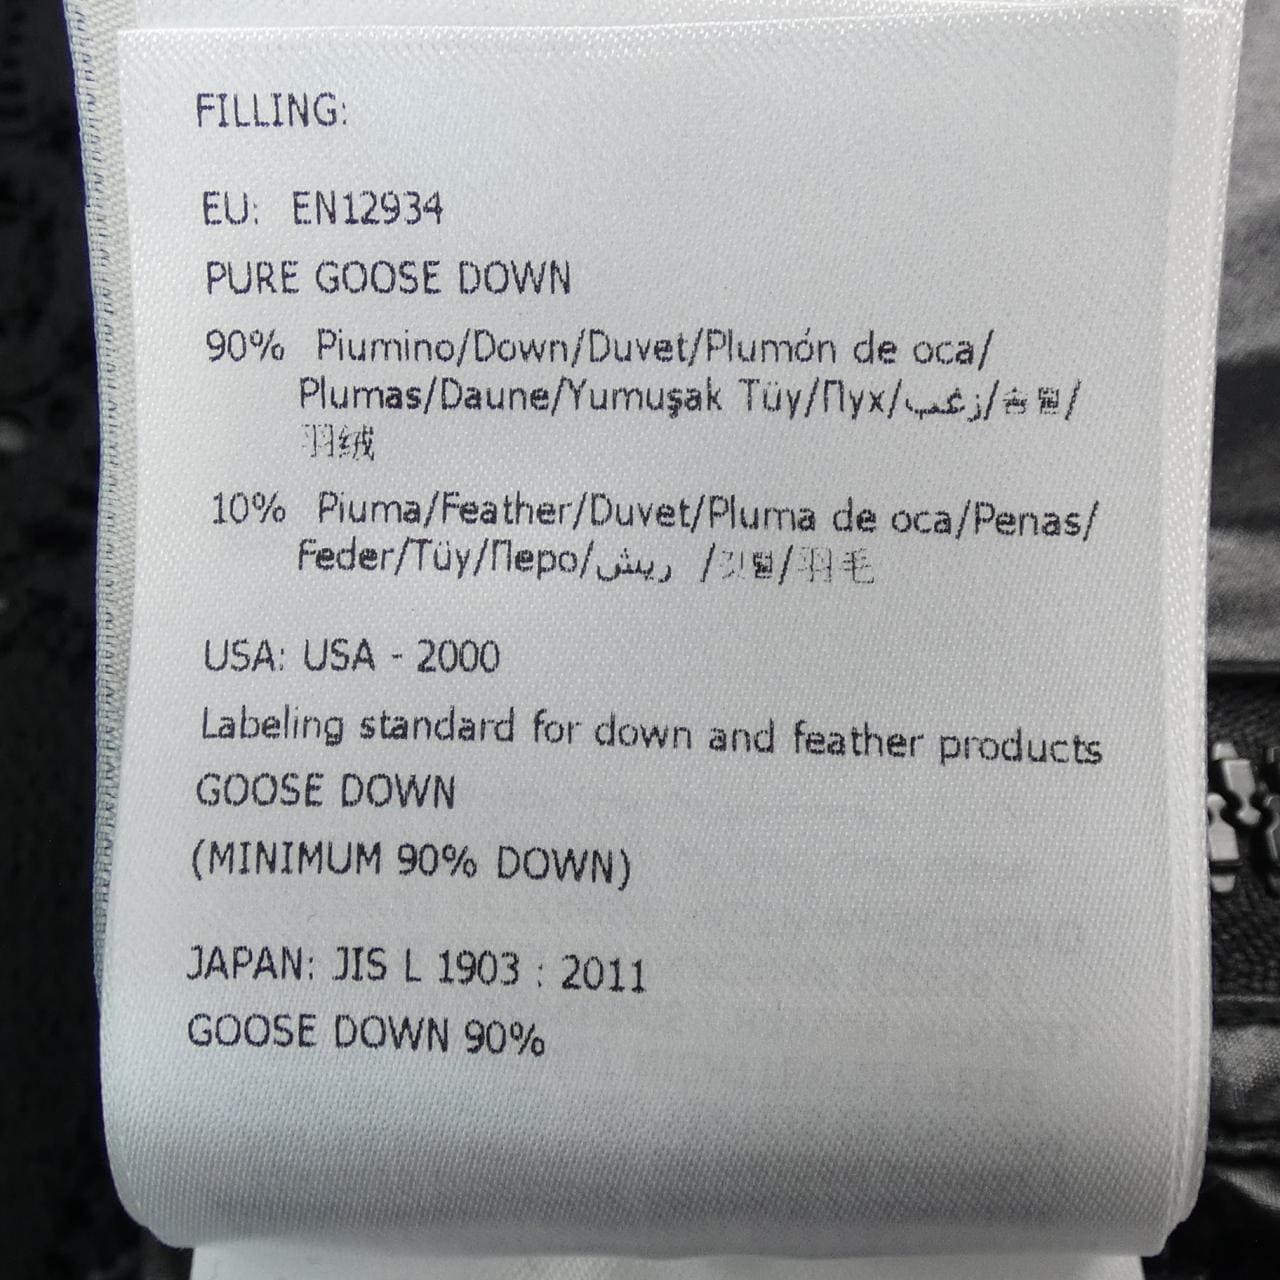 FILLING:
EU: EN12934
PURE GOOSE DOWN
90% Piumino/Down/Duvet/Plumón de oca/
Plumas/Daune/Yumuşak Tüy/Пух/زغب/솜털/
羽绒
10% Piuma/Feather/Duvet/Pluma de oca/Penas/
Feder/Tüy/Перо/ريش /깃털/羽毛
USA: USA - 2000
Labeling standard for down and feather products
GOOSE DOWN
(MINIMUM 90% DOWN)
JAPAN: JIS L 1903 : 2011
GOOSE DOWN 90%